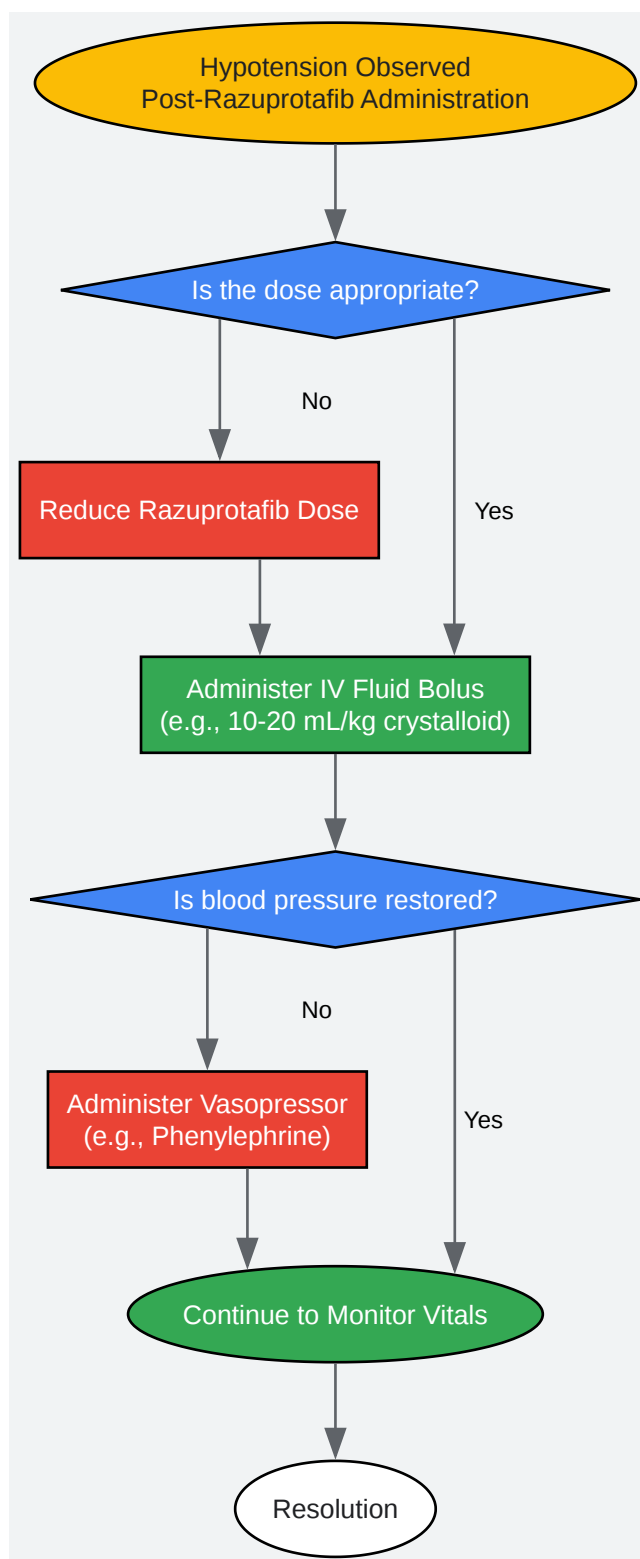 Hypotension Observed
Post-Razuprotafib Administration
Is the dose appropriate?
No
Reduce Razuprotafib Dose
Yes
Administer IV Fluid Bolus
(e.g., 10-20 mL/kg crystalloid)
Is blood pressure restored?
No
Administer Vasopressor
(e.g., Phenylephrine)
Yes
Continue to Monitor Vitals
Resolution